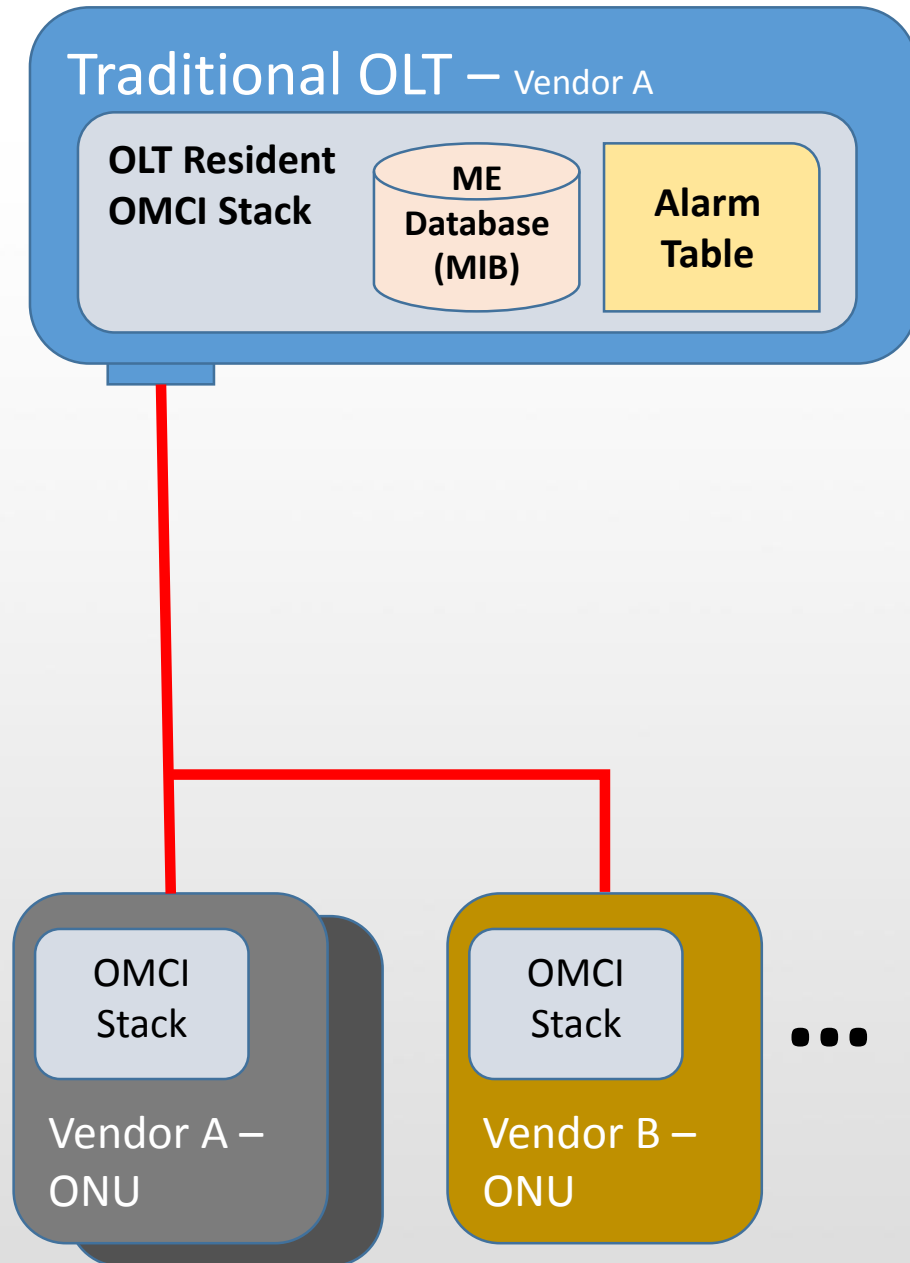 Traditional OLT – Vendor A
OLT Resident
OMCI Stack
ME
Database
(MIB)
Alarm
Table
OMCI
Stack
Vendor A –
ONU
OMCI
Stack
Vendor B –
ONU
...